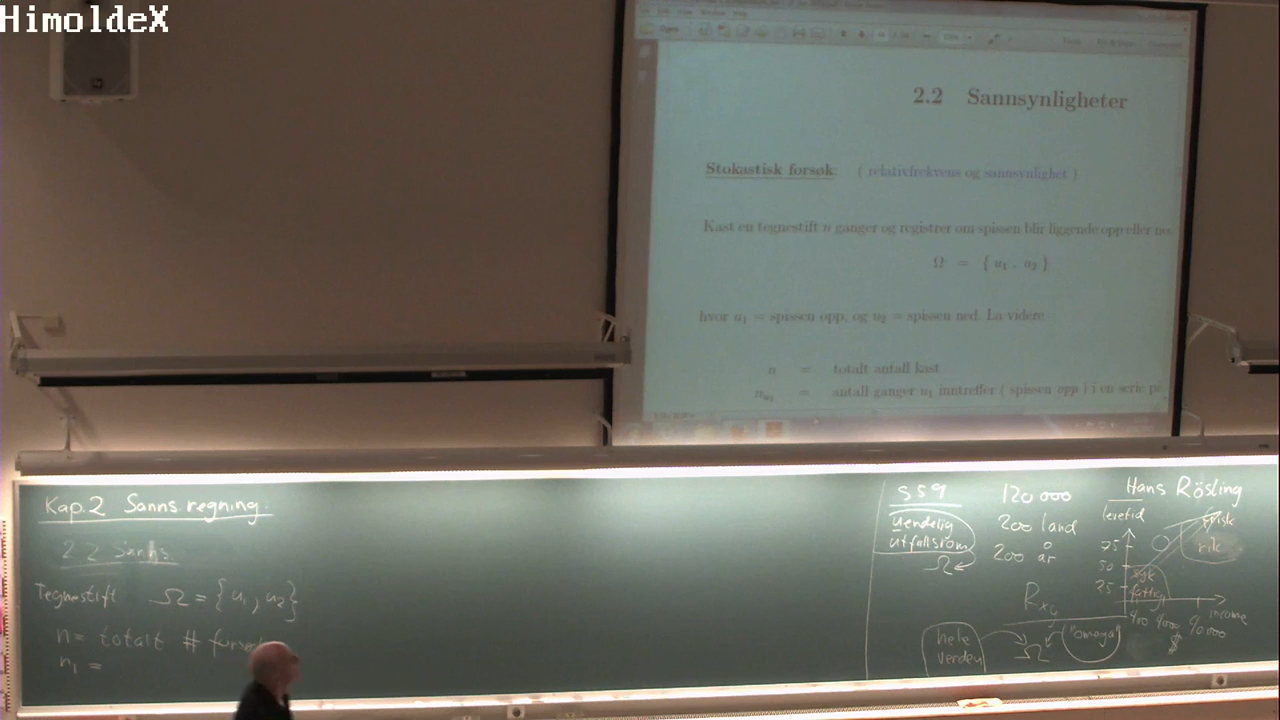 HimoldeX
2.2 Sannsynligheter
Stokastisk forsøk: ( relativfrekvens og sannsynlighet )
Kast en tegnestift n ganger og registrer om spissen blir liggende opp eller
Ω = { u1 , u2 }
hvor u1 = spissen opp, og u2 = spissen ned. La videre
n = totalt antall kast
nu1 = antall ganger u1 inntreffer ( spissen opp ) i en serie på
Kap.2 Sanns regning:
2.2 Sanns
Tegnestift Ω = {u1, u2}
n = totalt # forsøk
n1 =
S59
uendelig
utfallsrom
Ω
120 000
200 land
200 år
Rxy
hele
verden
Ω
"omega"
Hans Rösling
levetid
frisk
rik
75
50
25
syk
fattig
400 4000 40 000
income
$